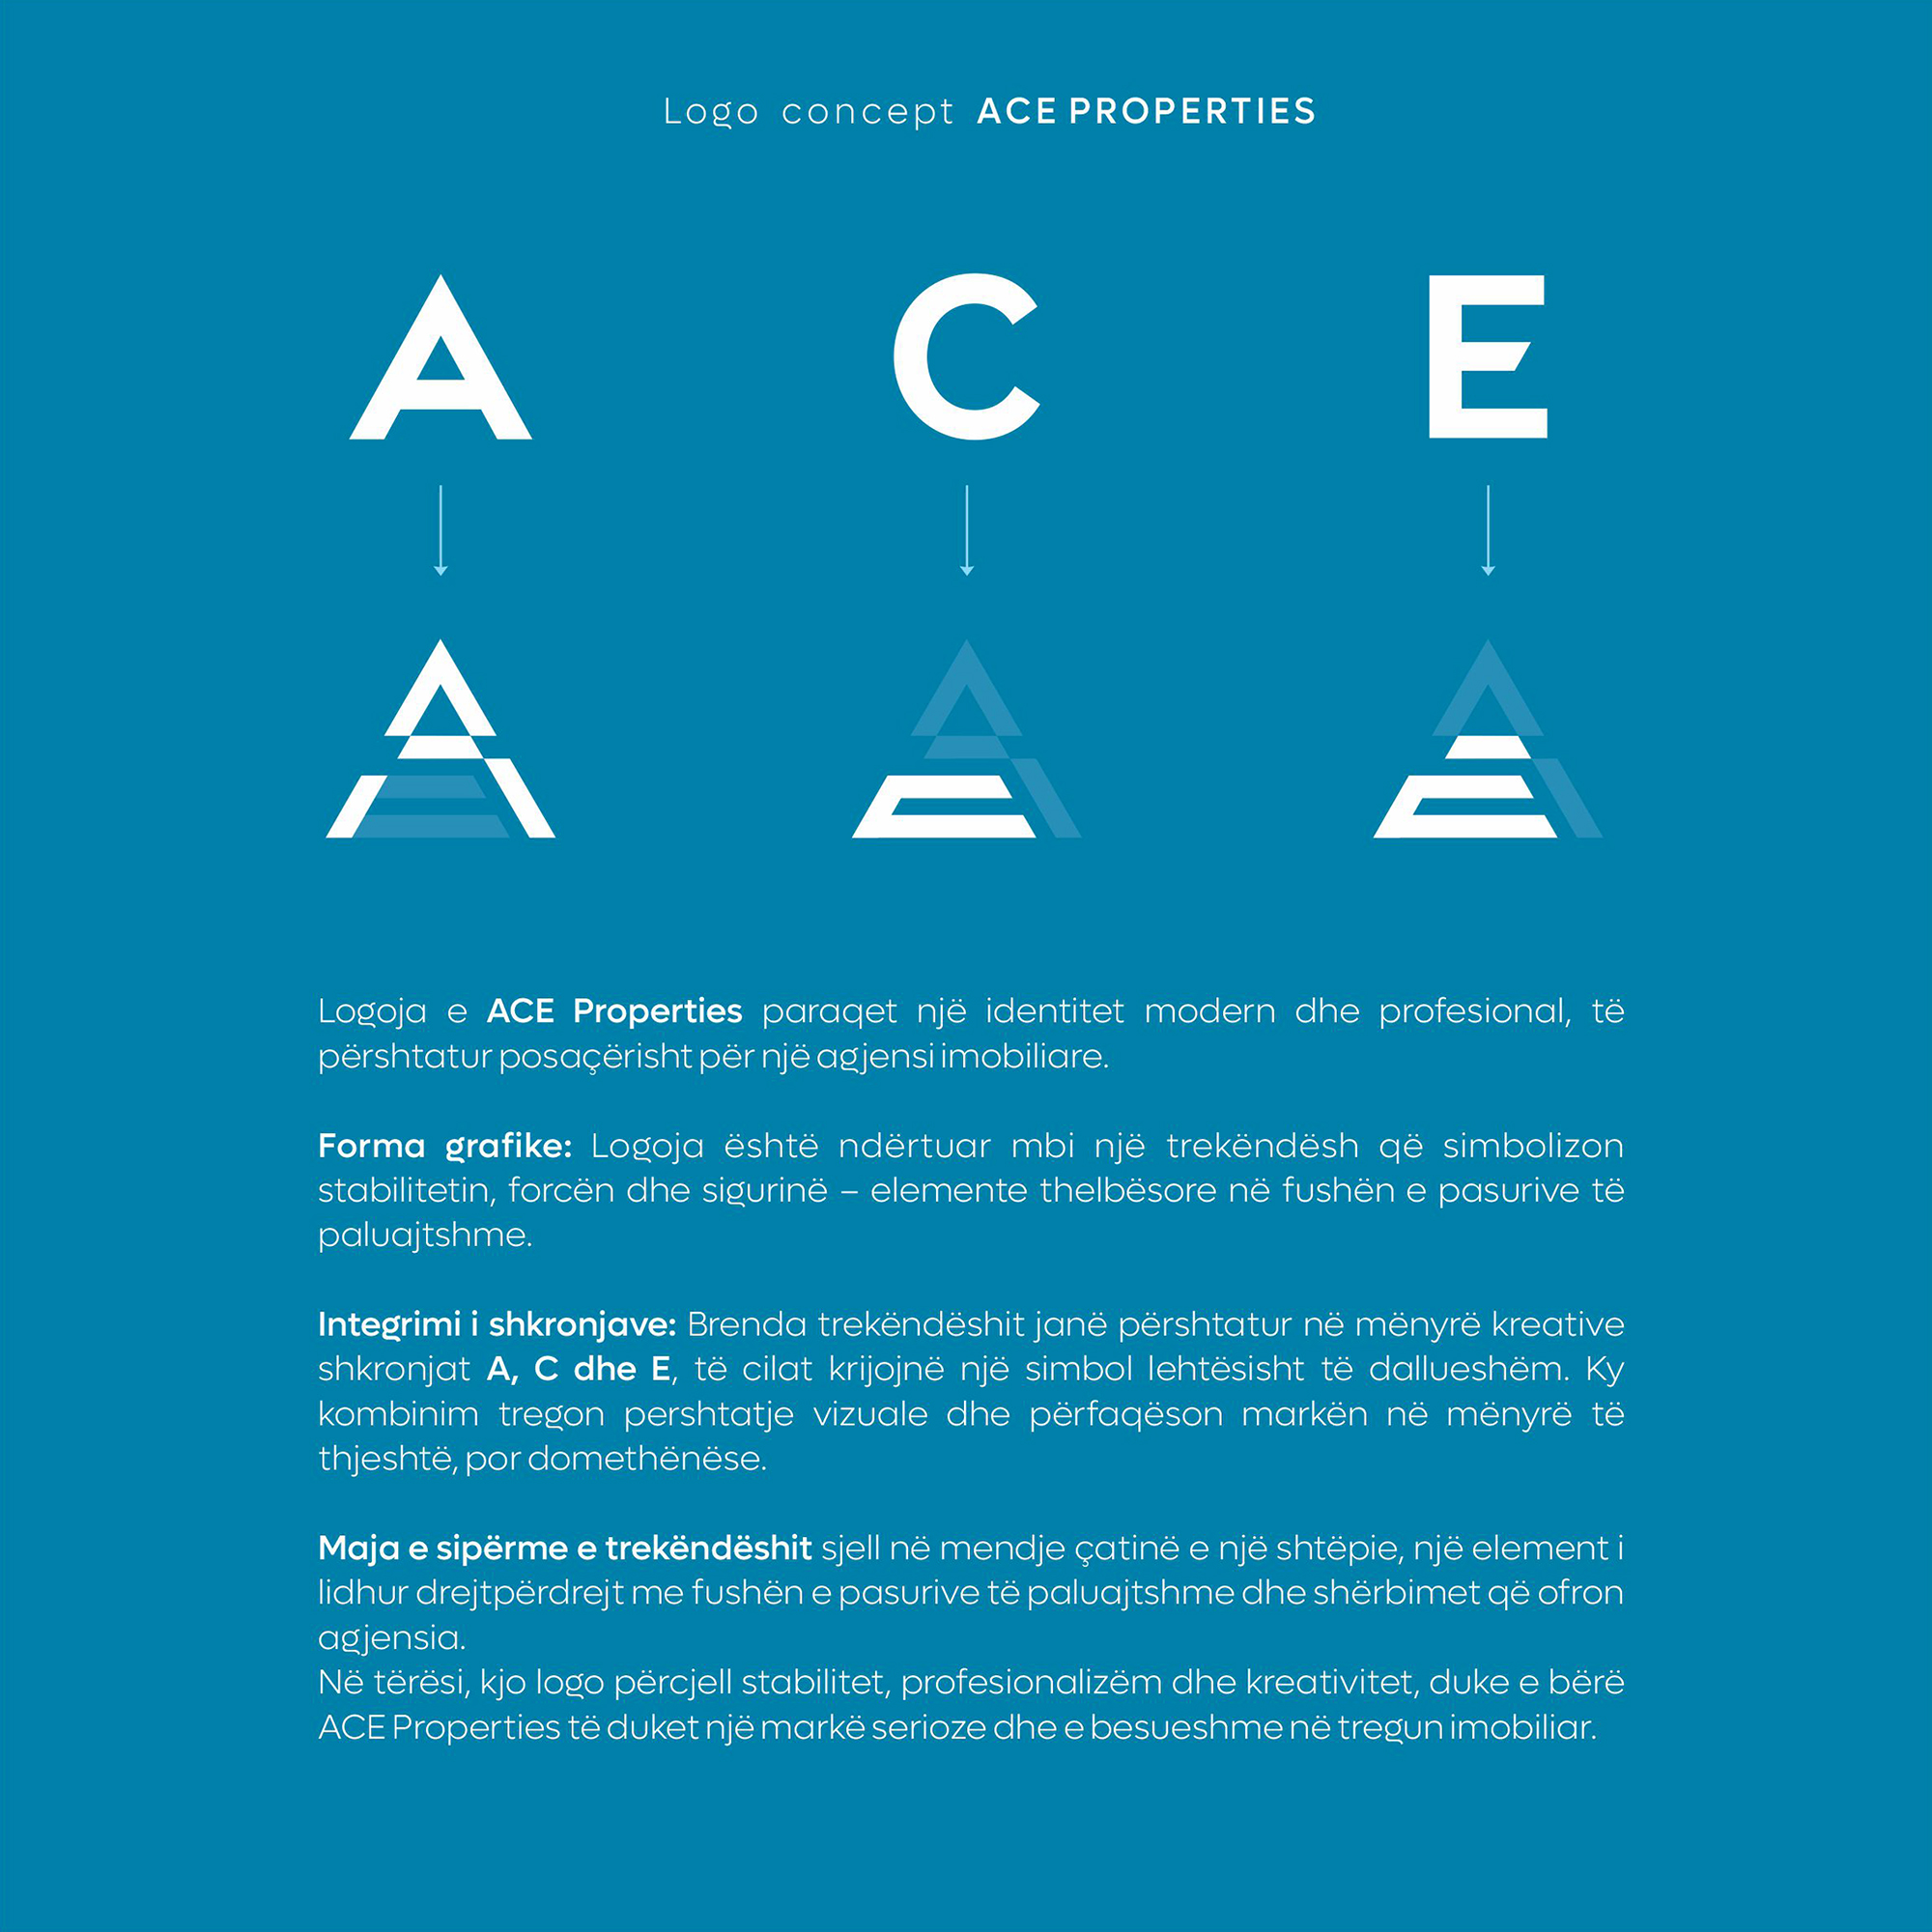 Logo concept ACE PROPERTIES
A C E
Logoja e ACE Properties paraqet një identitet modern dhe profesional, të
përshtatur posaçërisht për një agjensi imobiliare.
Forma grafike: Logoja është ndërtuar mbi një trekëndësh që simbolizon
stabilitetin, forcën dhe sigurinë – elemente thelbësore në fushën e pasurive të
paluajtshme.
Integrimi i shkronjave: Brenda trekëndëshit janë përshtatur në mënyrë kreative
shkronjat A, C dhe E, të cilat krijojnë një simbol lehtësisht të dallueshëm. Ky
kombinim tregon pershtatje vizuale dhe përfaqëson markën në mënyrë të
thjeshtë, por domethënëse.
Maja e sipërme e trekëndëshit sjell në mendje çatinë e një shtëpie, një element i
lidhur drejtpërdrejt me fushën e pasurive të paluajtshme dhe shërbimet që ofron
agjensia.
Në tërësi, kjo logo përcjell stabilitet, profesionalizëm dhe kreativitet, duke e bërë
ACE Properties të duket një markë serioze dhe e besueshme në tregun imobiliar.